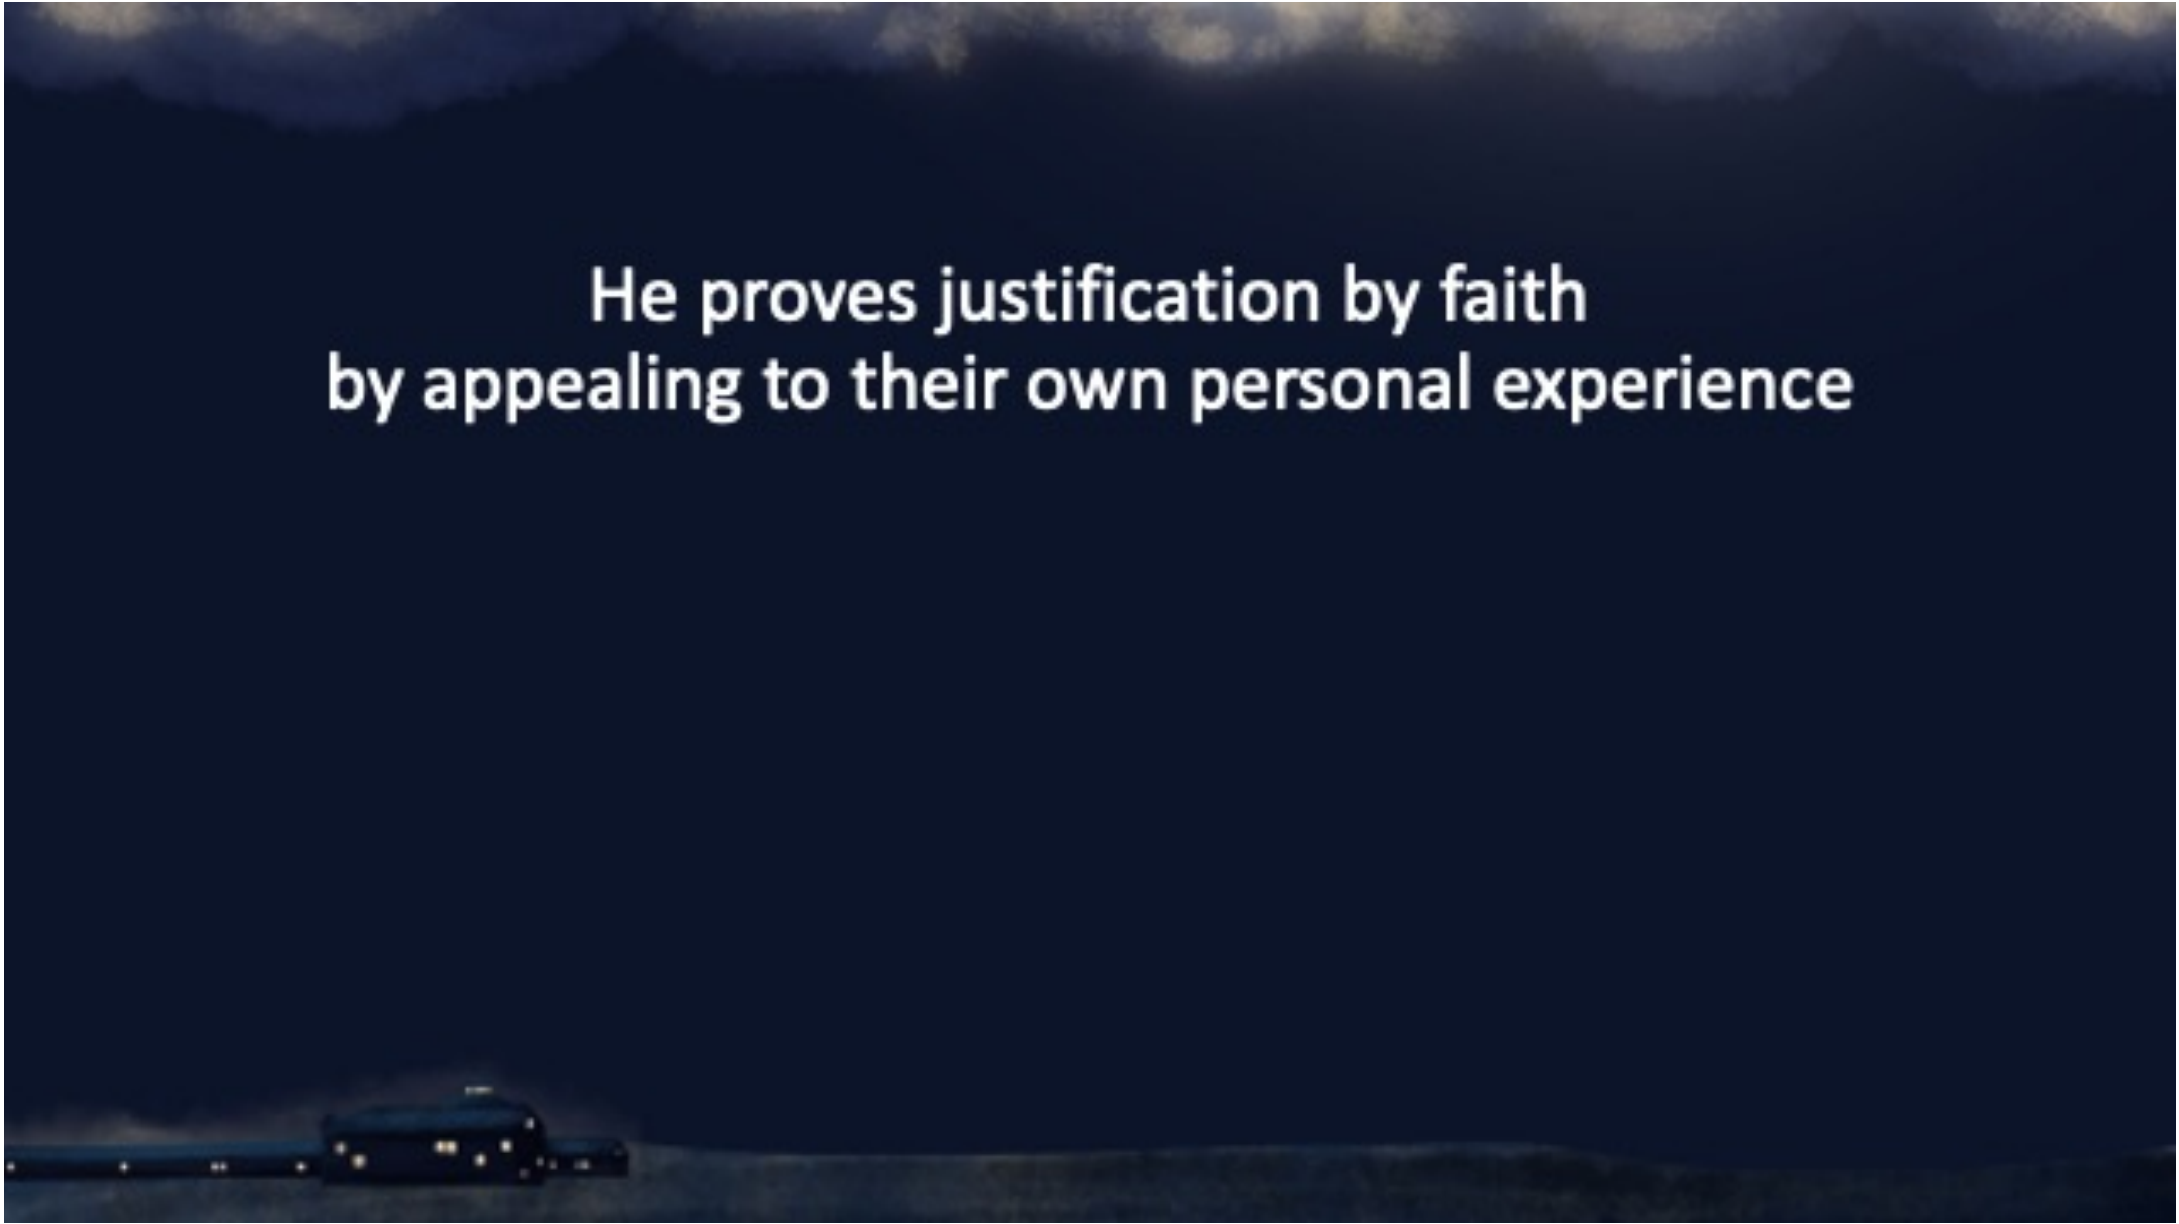 He proves justification by faith
by appealing to their own personal experience